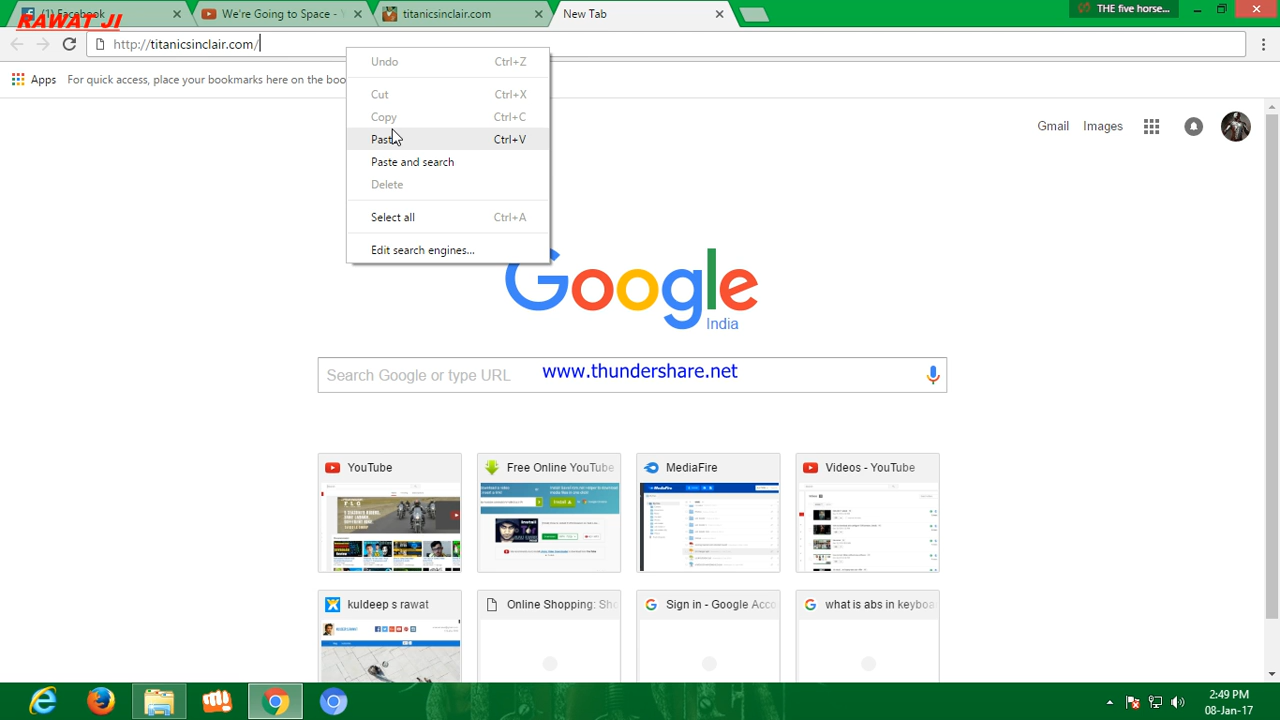 (1) Facebook
We're Going to Space -
titanicsinclair.com
New Tab
THE five horse...
RAWAT JI
http://titanicsinclair.com/
Apps
For quick access, place your bookmarks here on the boo
Undo Ctrl+Z
Cut Ctrl+X
Copy Ctrl+C
Paste Ctrl+V
Paste and search
Delete
Select all Ctrl+A
Edit search engines...
Gmail Images
Google
India
Search Google or type URL
www.thundershare.net
YouTube
Free Online YouTube
MediaFire
Videos - YouTube
kuldeep s rawat
Online Shopping: Sho
Sign in - Google Acco
what is abs in keyboa
2:49 PM
08-Jan-17